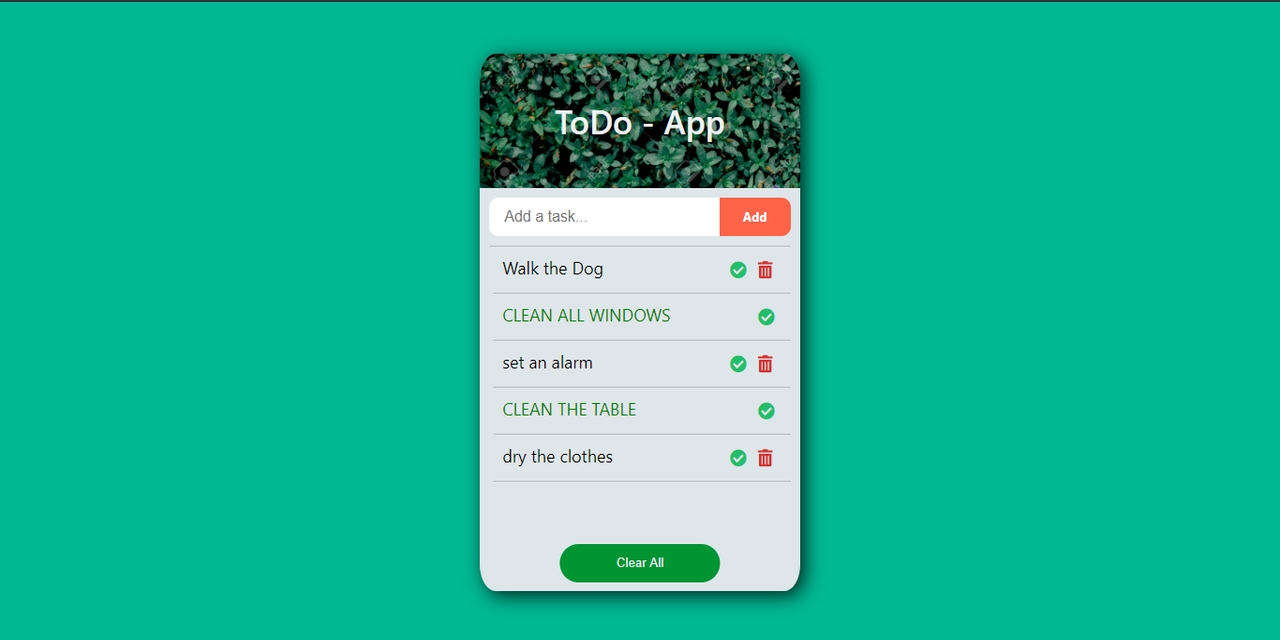 ToDo - App
Add a task...
Add
Walk the Dog
CLEAN ALL WINDOWS
set an alarm
CLEAN THE TABLE
dry the clothes
Clear All